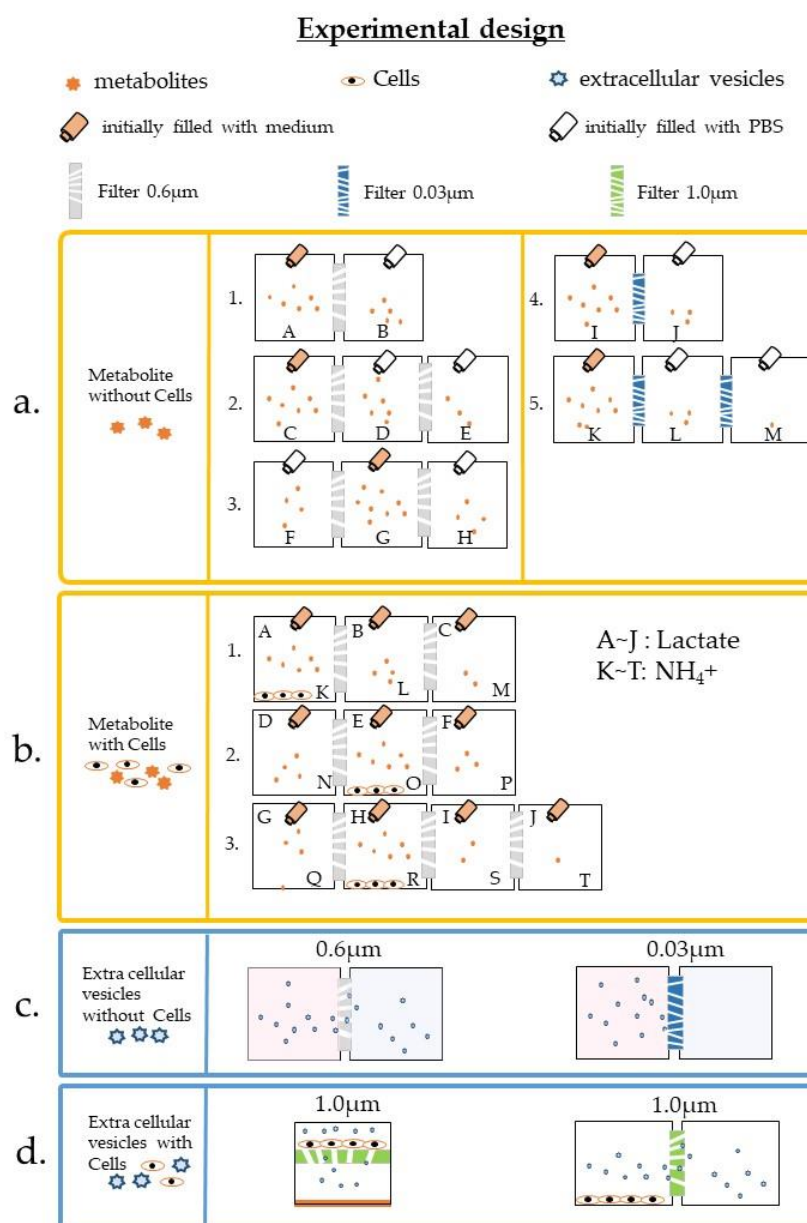 Experimental design
metabolites
Cells
extracellular vesicles
initially filled with medium
initially filled with PBS
Filter 0.6µm
Filter 0.03µm
Filter 1.0µm
a.
Metabolite
without Cells
1.
A
B
2.
C
D
E
3.
F
G
H
4.
I
J
5.
K
L
M
b.
Metabolite
with Cells
1.
A
B
C
K
L
M
2.
D
E
F
N
O
P
3.
G
H
I
J
Q
R
S
T
A~J : Lactate
K~T: NH₄+
c.
Extra cellular
vesicles
without Cells
0.6µm
0.03µm
d.
Extra cellular
vesicles with
Cells
1.0µm
1.0µm